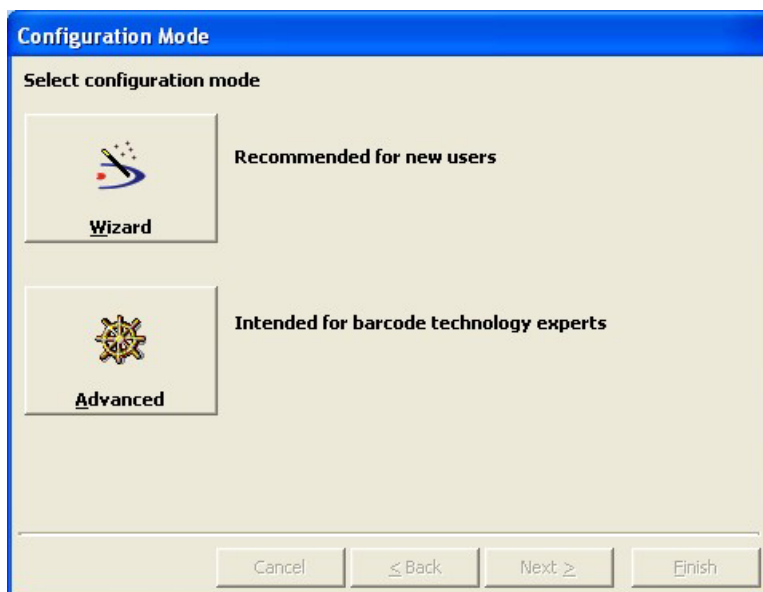 Configuration Mode
Select configuration mode
Recommended for new users
Wizard
Intended for barcode technology experts
Advanced
Cancel
< Back
Next >
Finish